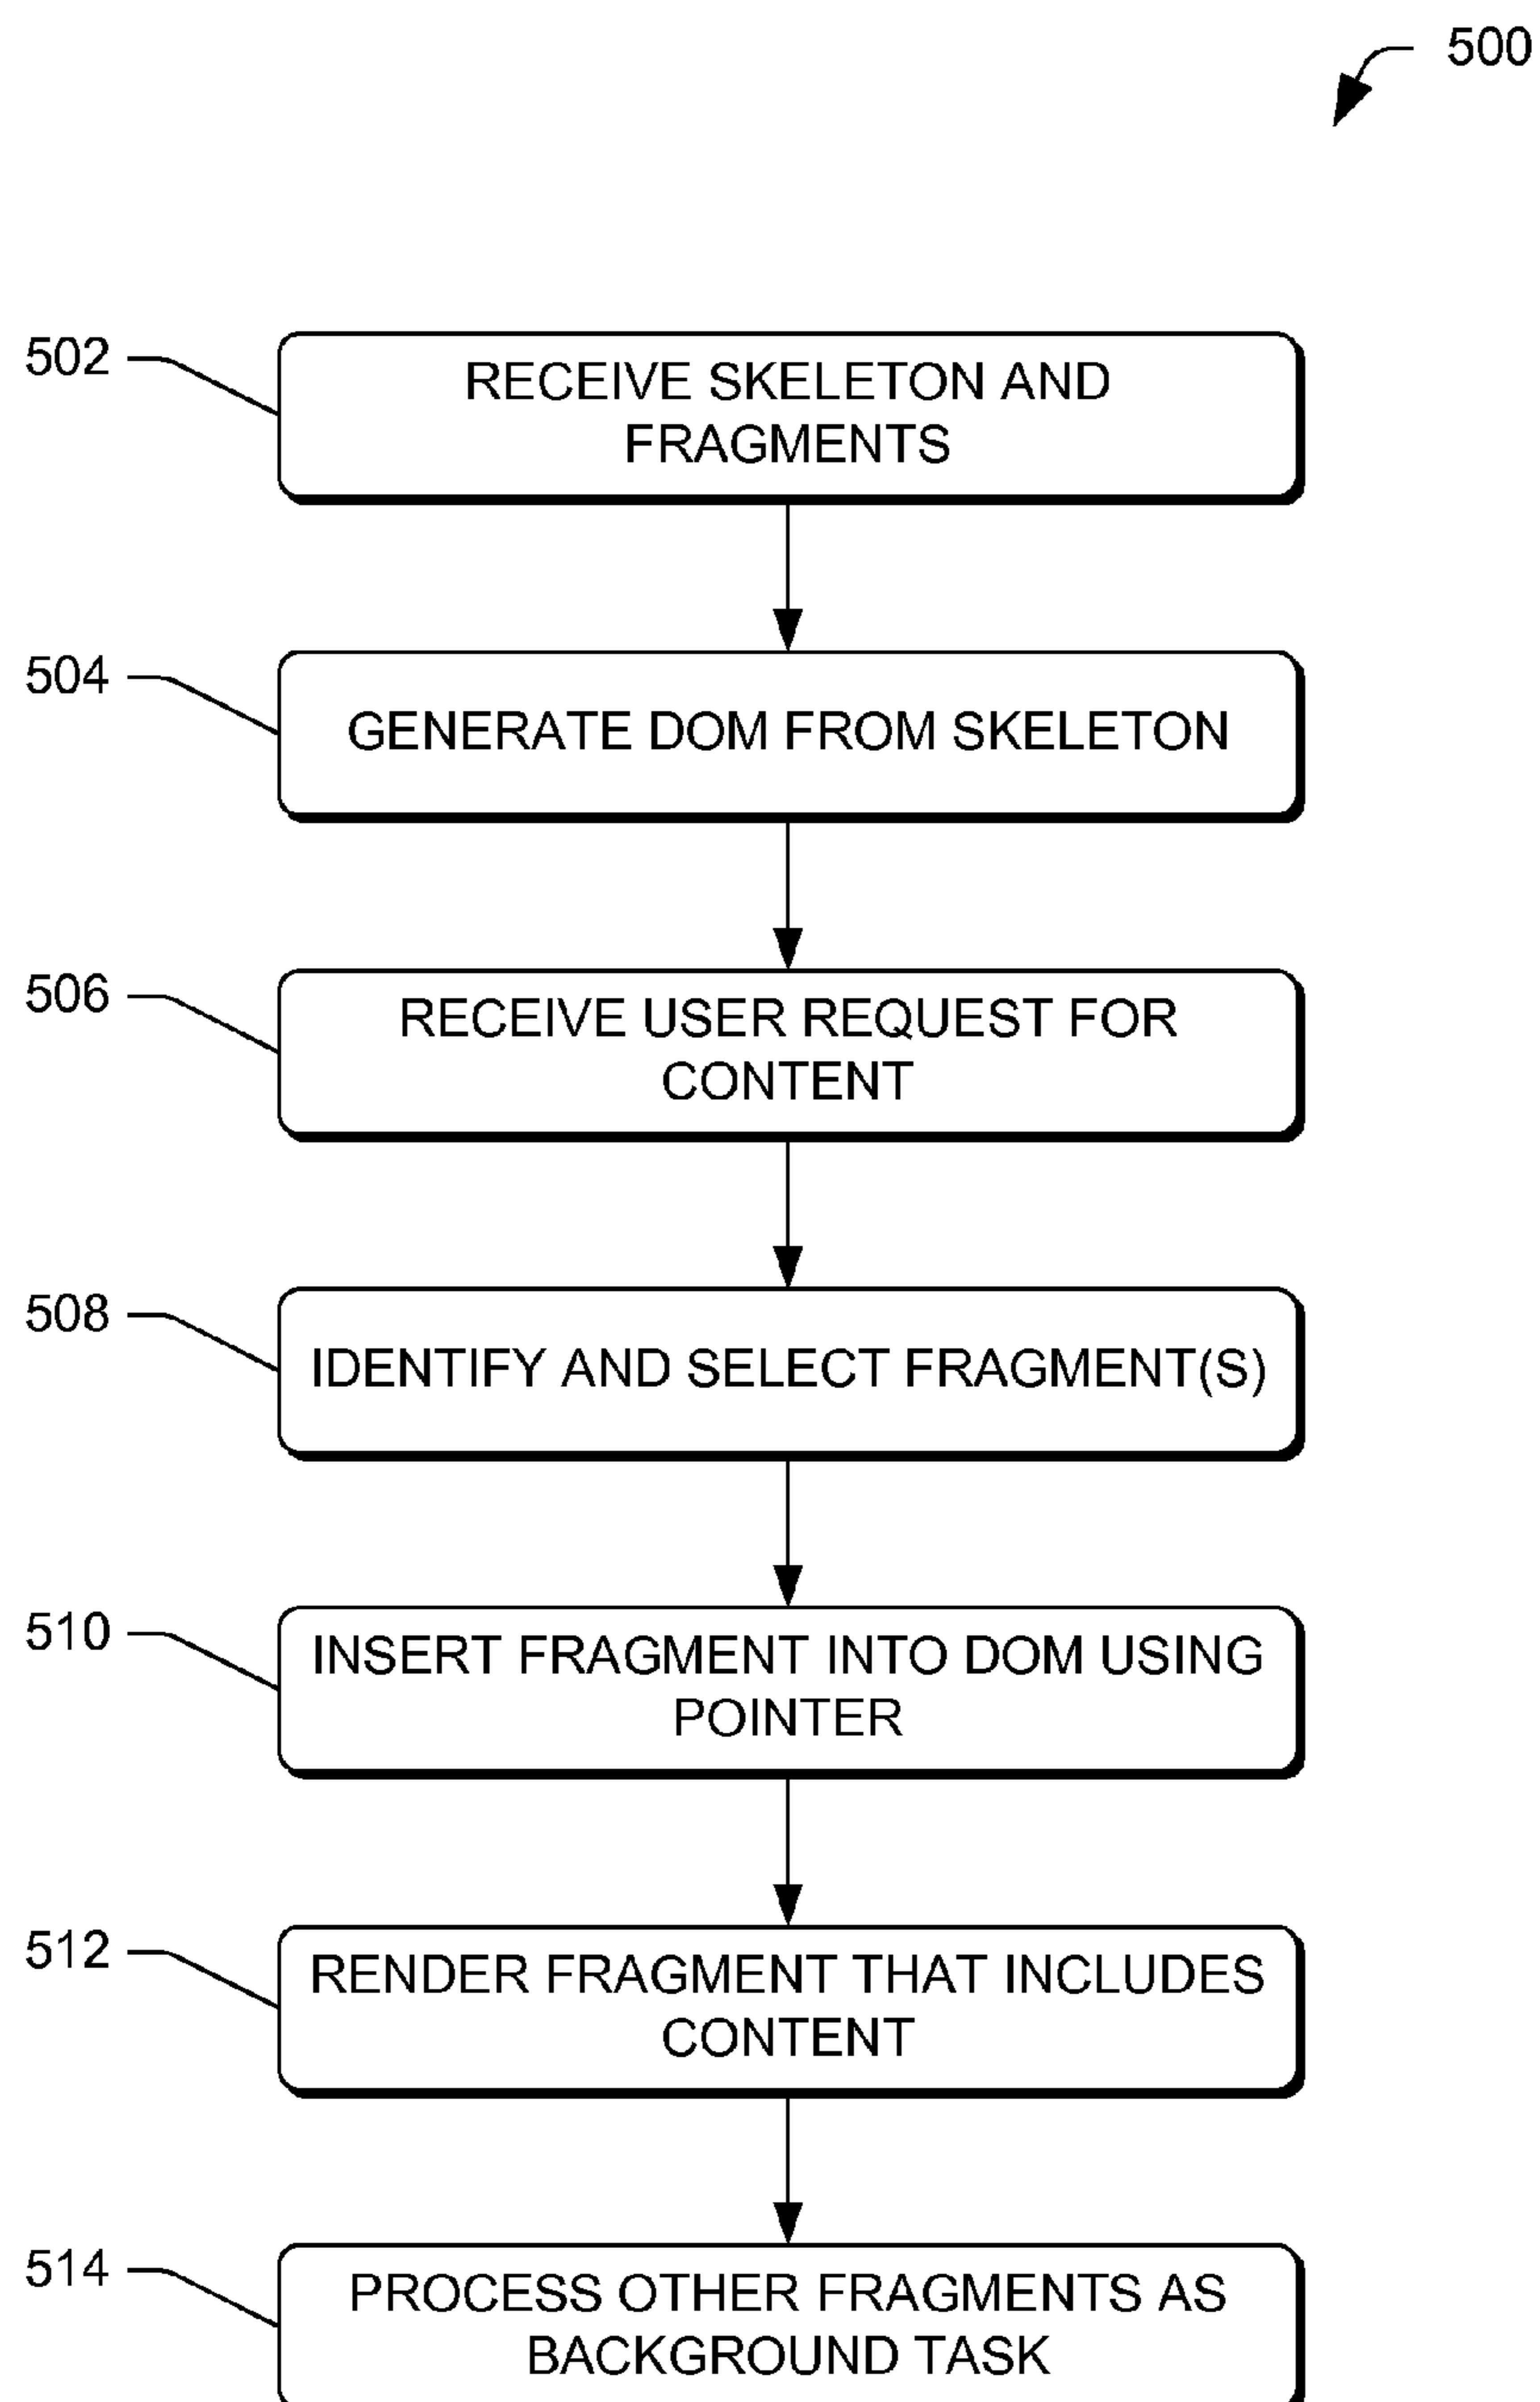 500
502
RECEIVE SKELETON AND
FRAGMENTS
504
GENERATE DOM FROM SKELETON
506
RECEIVE USER REQUEST FOR
CONTENT
508
IDENTIFY AND SELECT FRAGMENT(S)
510
INSERT FRAGMENT INTO DOM USING
POINTER
512
RENDER FRAGMENT THAT INCLUDES
CONTENT
514
PROCESS OTHER FRAGMENTS AS
BACKGROUND TASK